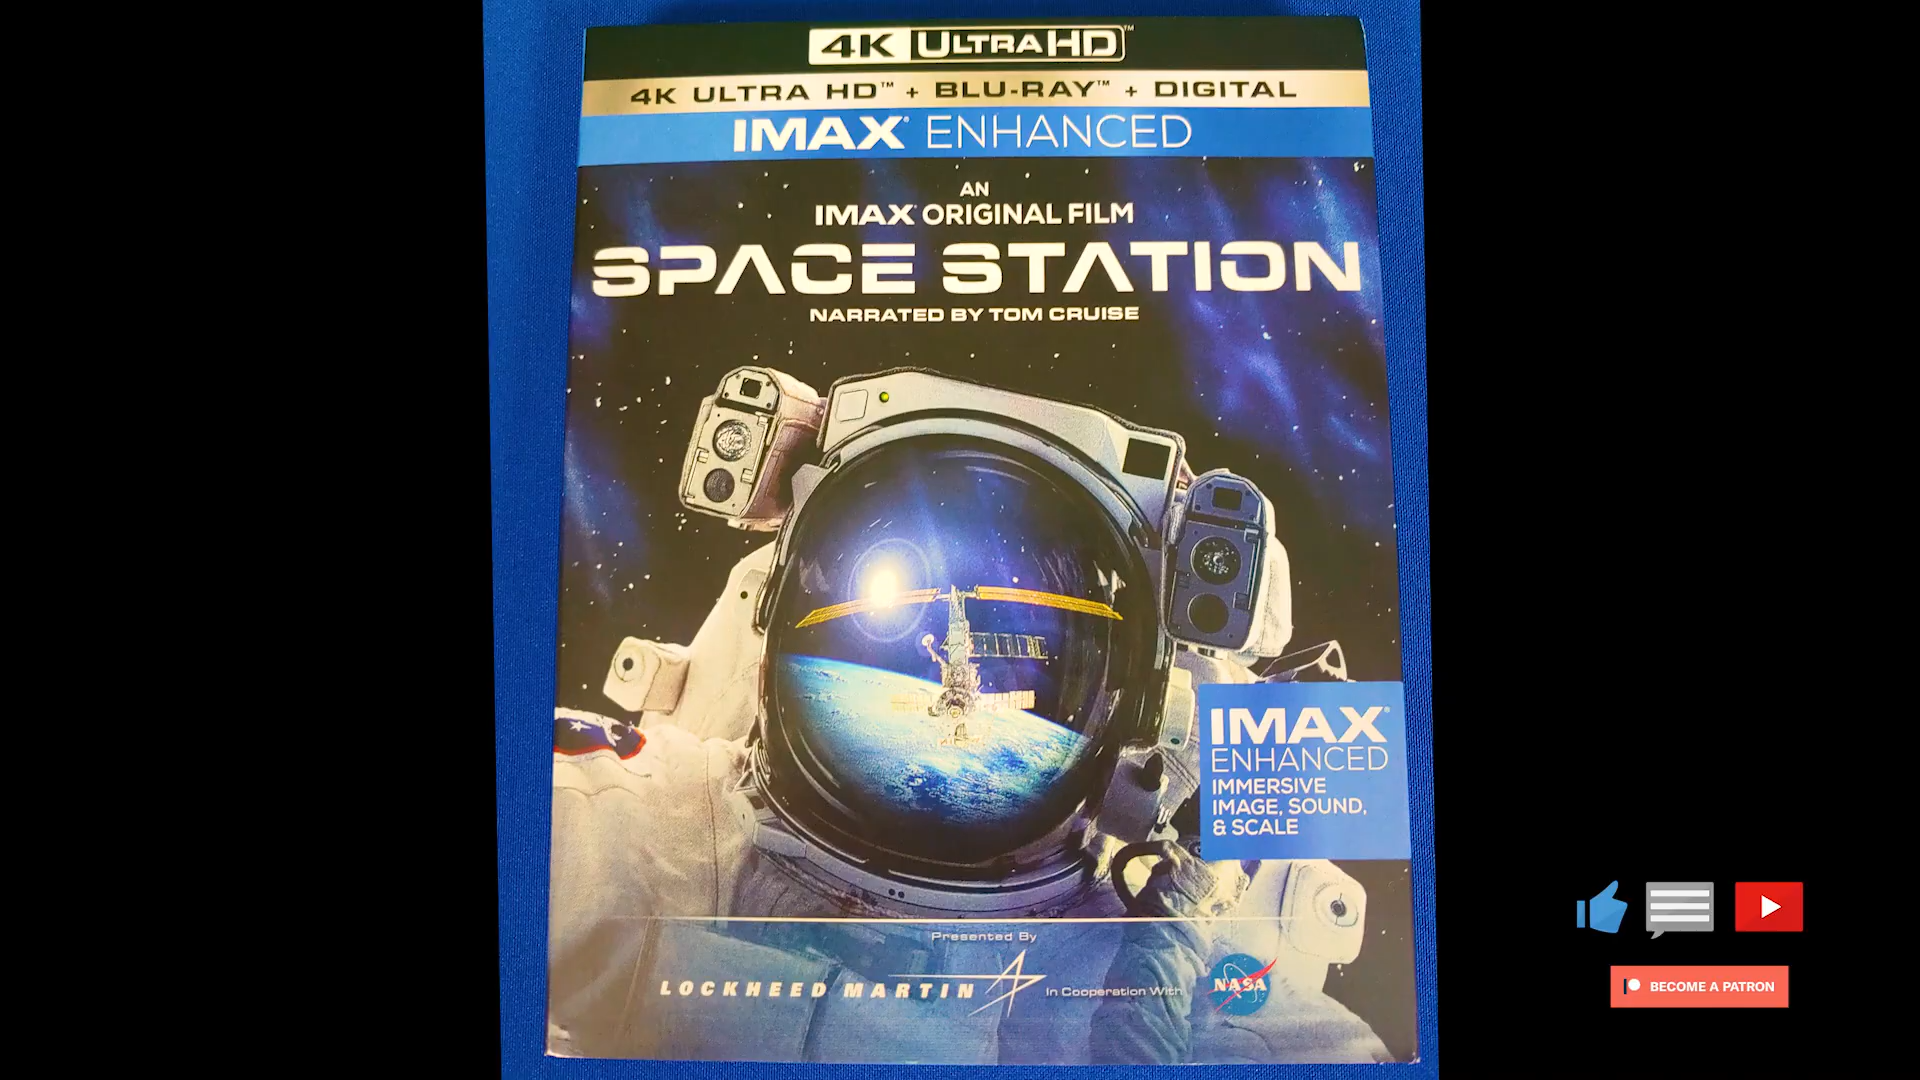 4K ULTRA HD™
4K ULTRA HD™ + BLU-RAY™ + DIGITAL
IMAX® ENHANCED
AN
IMAX® ORIGINAL FILM
SPACE STATION
NARRATED BY TOM CRUISE
IMAX®
ENHANCED
IMMERSIVE
IMAGE, SOUND,
& SCALE
Presented By
LOCKHEED MARTIN In Cooperation With NASA
BECOME A PATRON